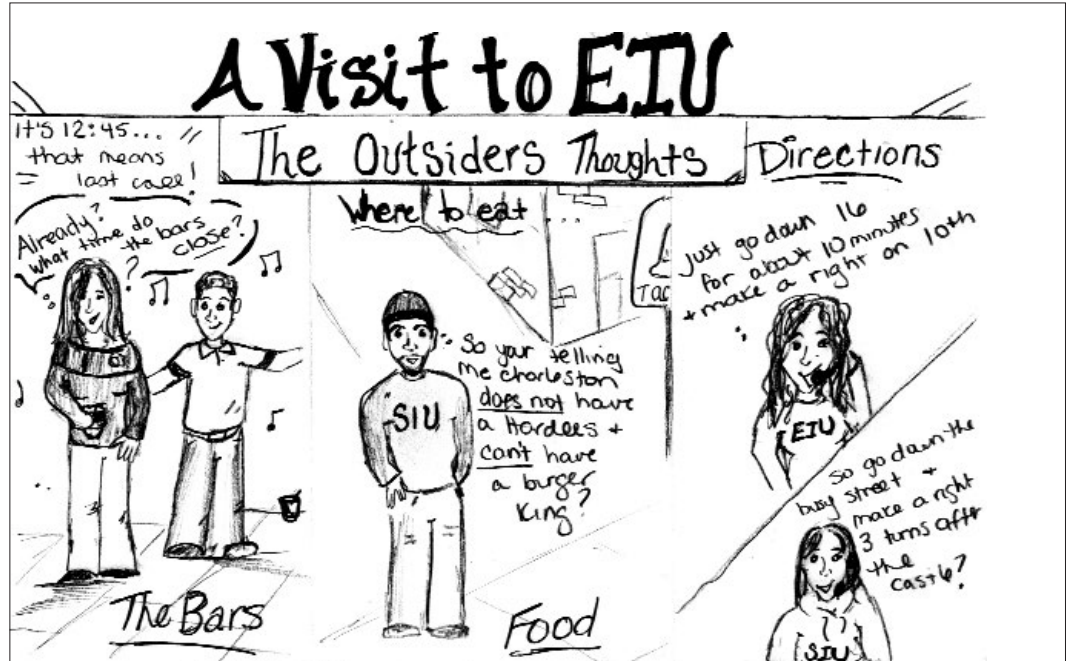 A Visit to EIU
The Outsiders Thoughts
IT'S 12:45...
that means
last call!
Already?
What time do
the bars
close?
The Bars
Where to eat ...
TAC
So your telling
me charleston
does not have
a Hardees +
can't have
a burger
King?
SIU
Food
Directions
Just go down 16
for about 10 minutes
+ make a right on 10th
EIU
so go down the
busy street +
make a right
3 turns after
the
castle?
SIU